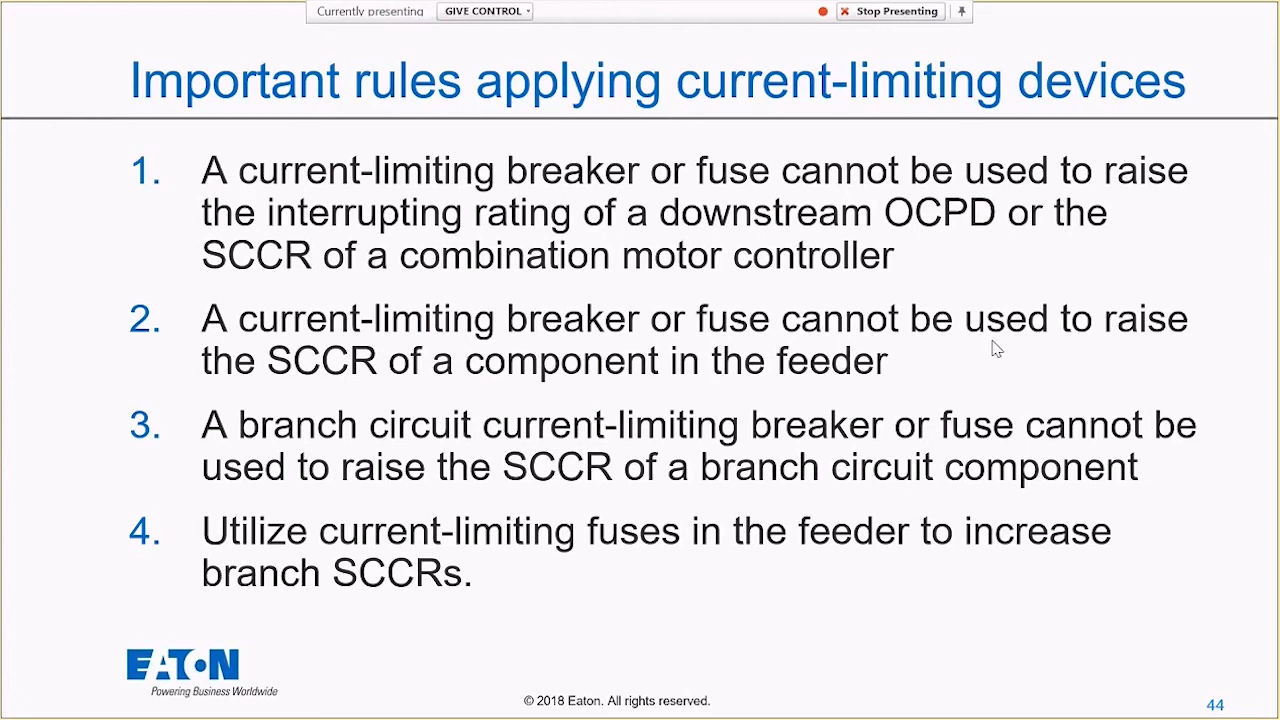 Currently presenting GIVE CONTROL Stop Presenting
Important rules applying current-limiting devices
1. A current-limiting breaker or fuse cannot be used to raise
the interrupting rating of a downstream OCPD or the
SCCR of a combination motor controller
2. A current-limiting breaker or fuse cannot be used to raise
the SCCR of a component in the feeder
3. A branch circuit current-limiting breaker or fuse cannot be
used to raise the SCCR of a branch circuit component
4. Utilize current-limiting fuses in the feeder to increase
branch SCCRs.
EATON
Powering Business Worldwide
© 2018 Eaton. All rights reserved.
44